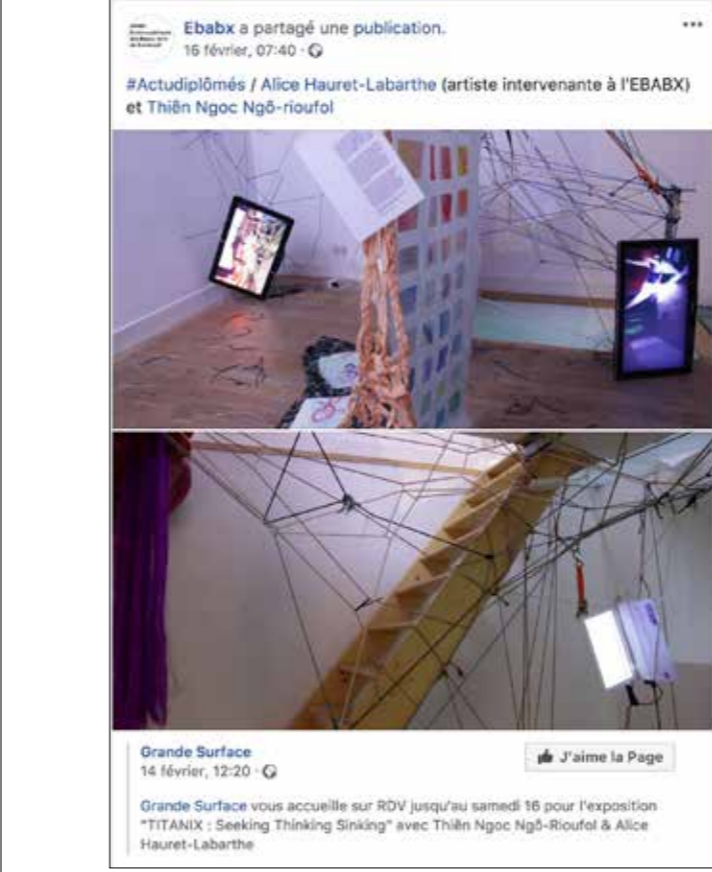 Ebabx a partagé une publication.
16 février, 07:40 ·
#Actudiplômés / Alice Hauret-Labarthe (artiste intervenante à l'EBABX)
et Thiên Ngoc Ngô-rioufol
Grande Surface
14 février, 12:20 ·
J'aime la Page
Grande Surface vous accueille sur RDV jusqu'au samedi 16 pour l'exposition
"TITANIX : Seeking Thinking Sinking" avec Thiên Ngoc Ngô-Rioufol & Alice
Hauret-Labarthe